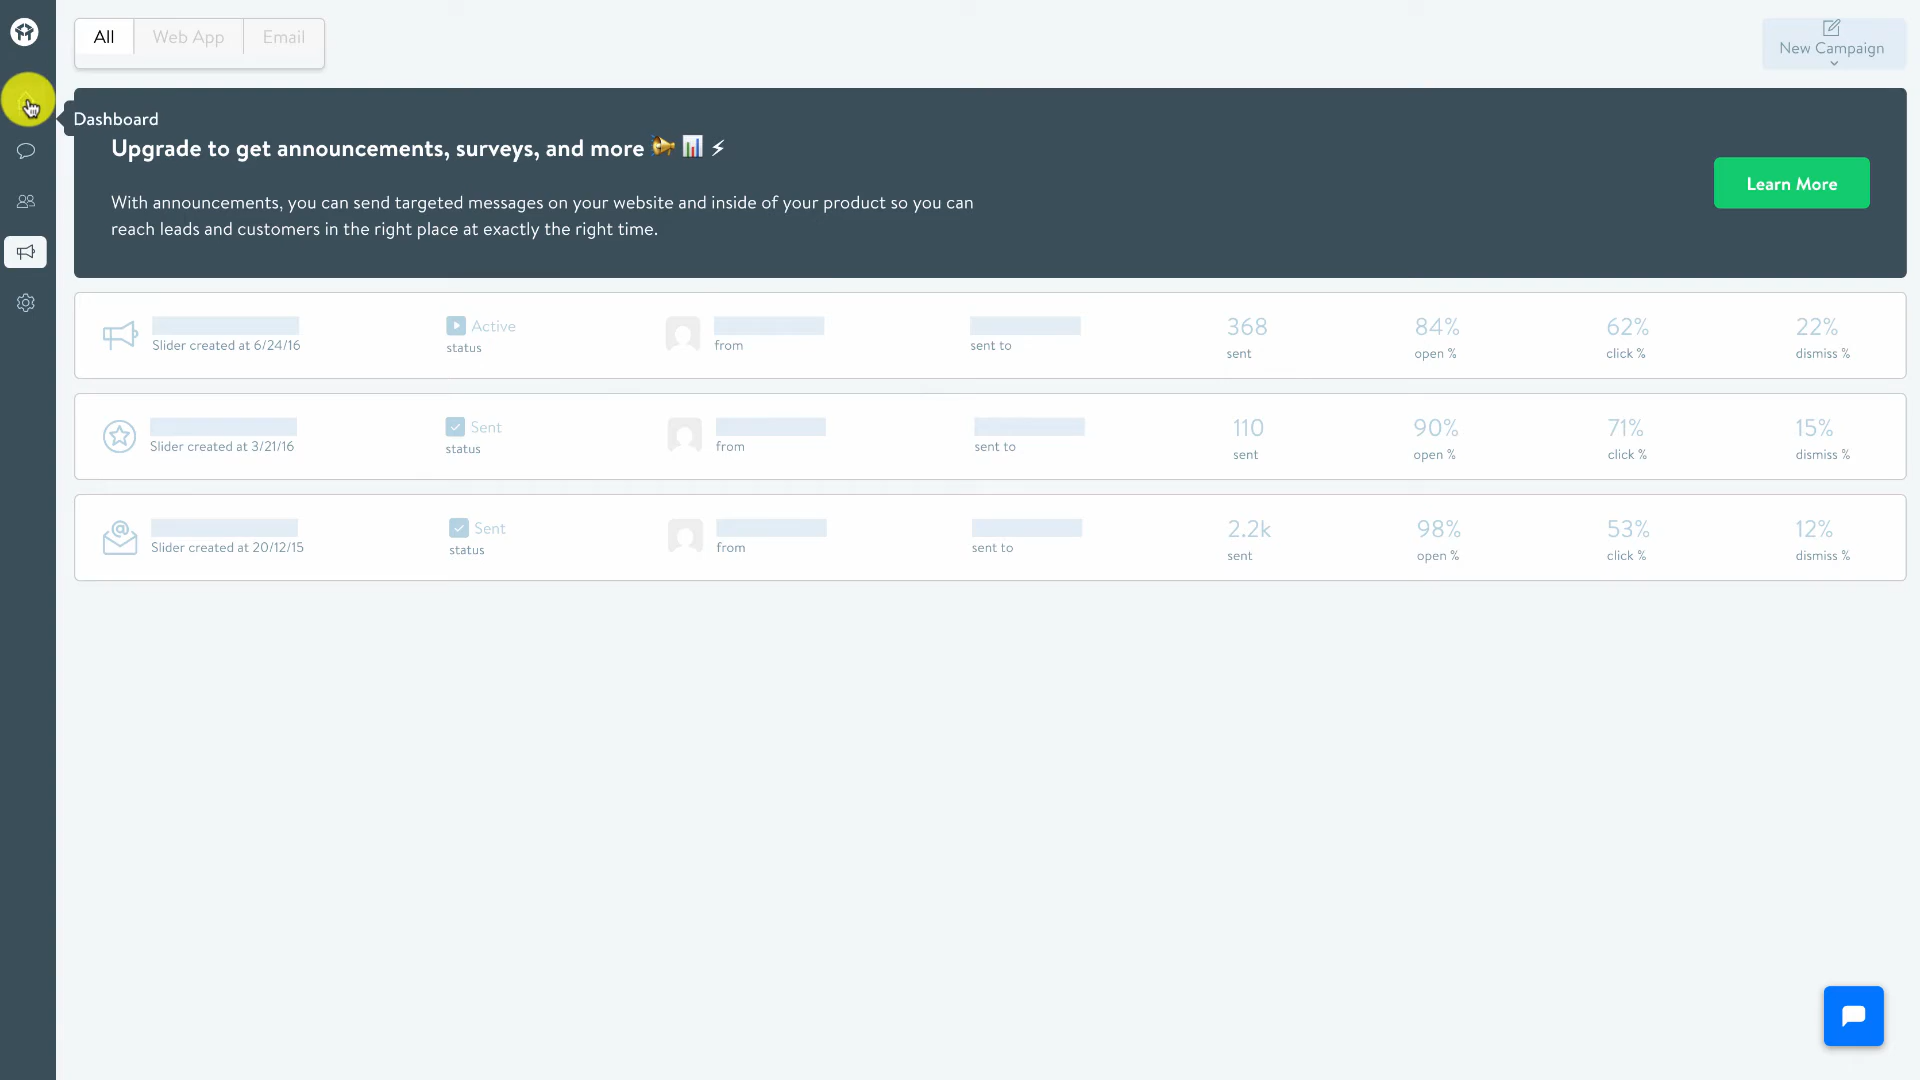 All
Web App
Email
New Campaign
Dashboard
Upgrade to get announcements, surveys, and more
With announcements, you can send targeted messages on your website and inside of your product so you can
reach leads and customers in the right place at exactly the right time.
Learn More
Slider created at 6/24/16
Active
status
from
sent to
368
sent
84%
open %
62%
click %
22%
dismiss %
Slider created at 3/21/16
Sent
status
from
sent to
110
sent
90%
open %
71%
click %
15%
dismiss %
Slider created at 20/12/15
Sent
status
from
sent to
2.2k
sent
98%
open %
53%
click %
12%
dismiss %